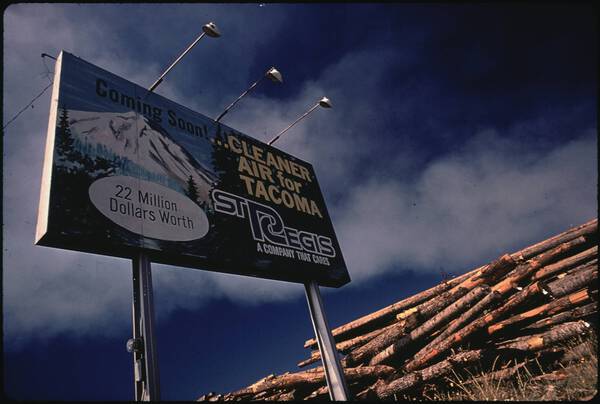 Coming Soon!
...CLEANER
AIR for
TACOMA
22 Million
Dollars Worth
ST REGIS
A COMPANY THAT CARES